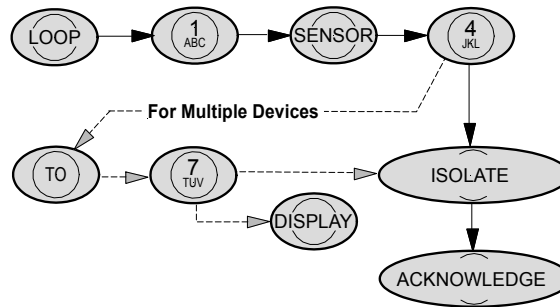 LOOP
1
ABC
SENSOR
4
JKL
For Multiple Devices
TO
7
TUV
ISOLATE
DISPLAY
ACKNOWLEDGE